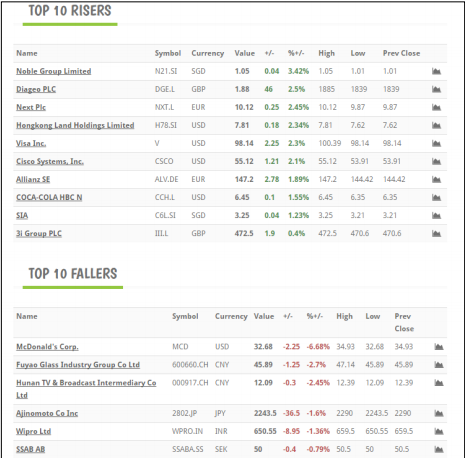 TOP 10 RISERS
Name Symbol Currency Value +/- %+/- High Low Prev Close
Noble Group Limited N21.SI SGD 1.05 0.04 3.42% 1.05 1.01 1.01
Diageo PLC DGE.L GBP 1.88 46 2.5% 1885 1839 1839
Next Plc NXT.L EUR 10.12 0.25 2.45% 10.12 9.87 9.87
Hongkong Land Holdings Limited H78.SI USD 7.81 0.18 2.34% 7.81 7.62 7.62
Visa Inc. V USD 98.14 2.25 2.3% 100.39 98.14 98.14
Cisco Systems, Inc. CSCO USD 55.12 1.21 2.1% 55.12 53.91 53.91
Allianz SE ALV.DE EUR 147.2 2.78 1.89% 147.2 144.42 144.42
COCA-COLA HBC N CCH.L USD 6.45 0.1 1.55% 6.45 6.35 6.35
SIA C6L.SI SGD 3.25 0.04 1.23% 3.25 3.21 3.21
3i Group PLC III.L GBP 472.5 1.9 0.4% 472.5 470.6 470.6
TOP 10 FALLERS
Name Symbol Currency Value +/- %+/- High Low Prev
Close
McDonald's Corp. MCD USD 32.68 -2.25 -6.68% 34.93 32.68 34.93
Fuyao Glass Industry Group Co Ltd 600660.CH CNY 45.89 -1.25 -2.7% 47.14 45.89 47.14
Hunan TV & Broadcast Intermediary Co 000917.CH CNY 12.09 -0.3 -2.45% 12.39 12.09 12.39
Ltd
Ajinomoto Co Inc 2802.JP JPY 2243.5 -36.5 -1.6% 2290 2243.5 2290
Wipro Ltd WPRO.IN INR 650.55 -8.95 -1.36% 659.5 650.55 659.5
SSAB AB SSABA.SS SEK 50 -0.4 -0.79% 50.5 50 50.5